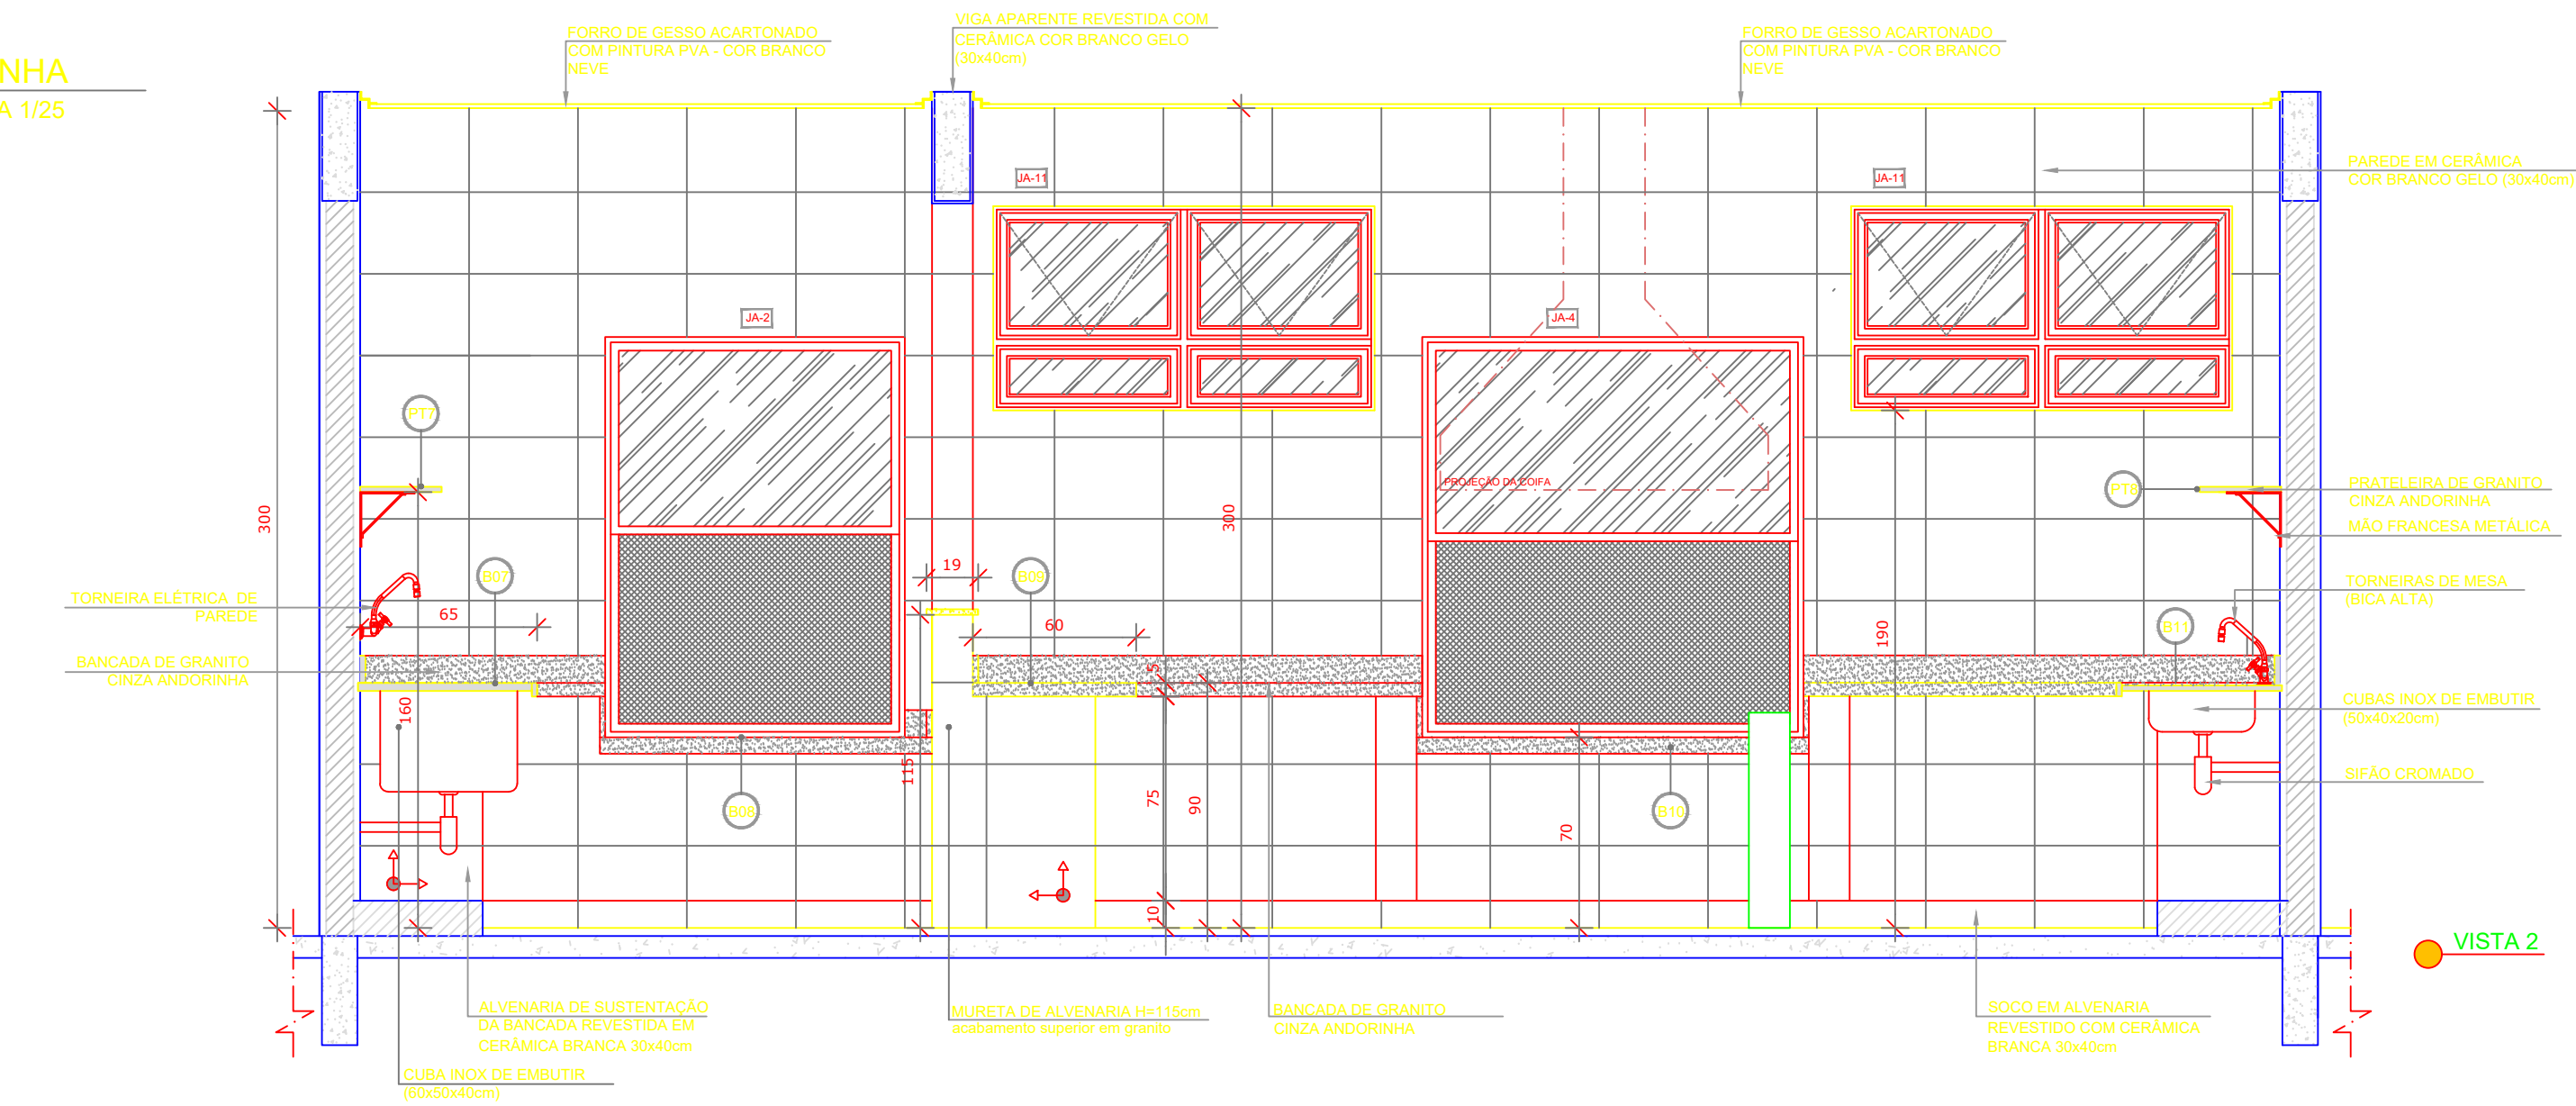 NHA
A 1/25
FORRO DE GESSO ACARTONADO
COM PINTURA PVA - COR BRANCO
NEVE
VIGA APARENTE REVESTIDA COM
CERÂMICA COR BRANCO GELO
(30x40cm)
FORRO DE GESSO ACARTONADO
COM PINTURA PVA - COR BRANCO
NEVE
JA-11
JA-11
PAREDE EM CERÂMICA
COR BRANCO GELO (30x40cm)
JA-2
JA-4
PT7
PROJEÇÃO DA COIFA
PT8
PRATELEIRA DE GRANITO
CINZA ANDORINHA
MÃO FRANCESA METÁLICA
300
300
19
B07
B09
TORNEIRA ELÉTRICA DE
PAREDE
65
60
190
B11
TORNEIRAS DE MESA
(BICA ALTA)
BANCADA DE GRANITO
CINZA ANDORINHA
15
160
CUBAS INOX DE EMBUTIR
(50x40x20cm)
115
75
90
70
B08
B10
SIFÃO CROMADO
10
VISTA 2
ALVENARIA DE SUSTENTAÇÃO
DA BANCADA REVESTIDA EM
CERÂMICA BRANCA 30x40cm
MURETA DE ALVENARIA H=115cm
acabamento superior em granito
BANCADA DE GRANITO
CINZA ANDORINHA
SOCO EM ALVENARIA
REVESTIDO COM CERÂMICA
BRANCA 30x40cm
CUBA INOX DE EMBUTIR
(60x50x40cm)